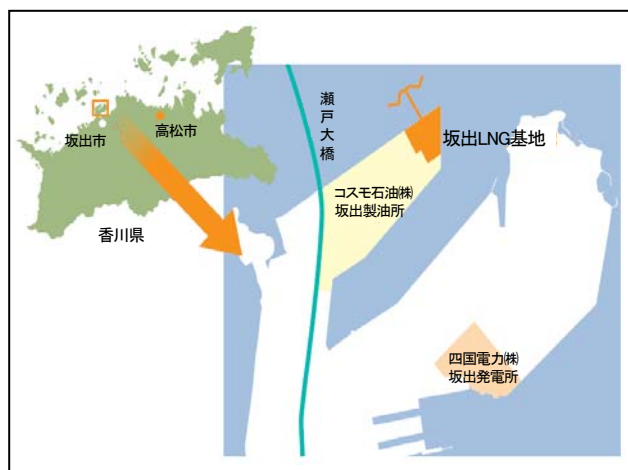 坂出市
高松市
香川県
瀬戸大橋
坂出LNG基地
コスモ石油㈱
坂出製油所
四国電力㈱
坂出発電所